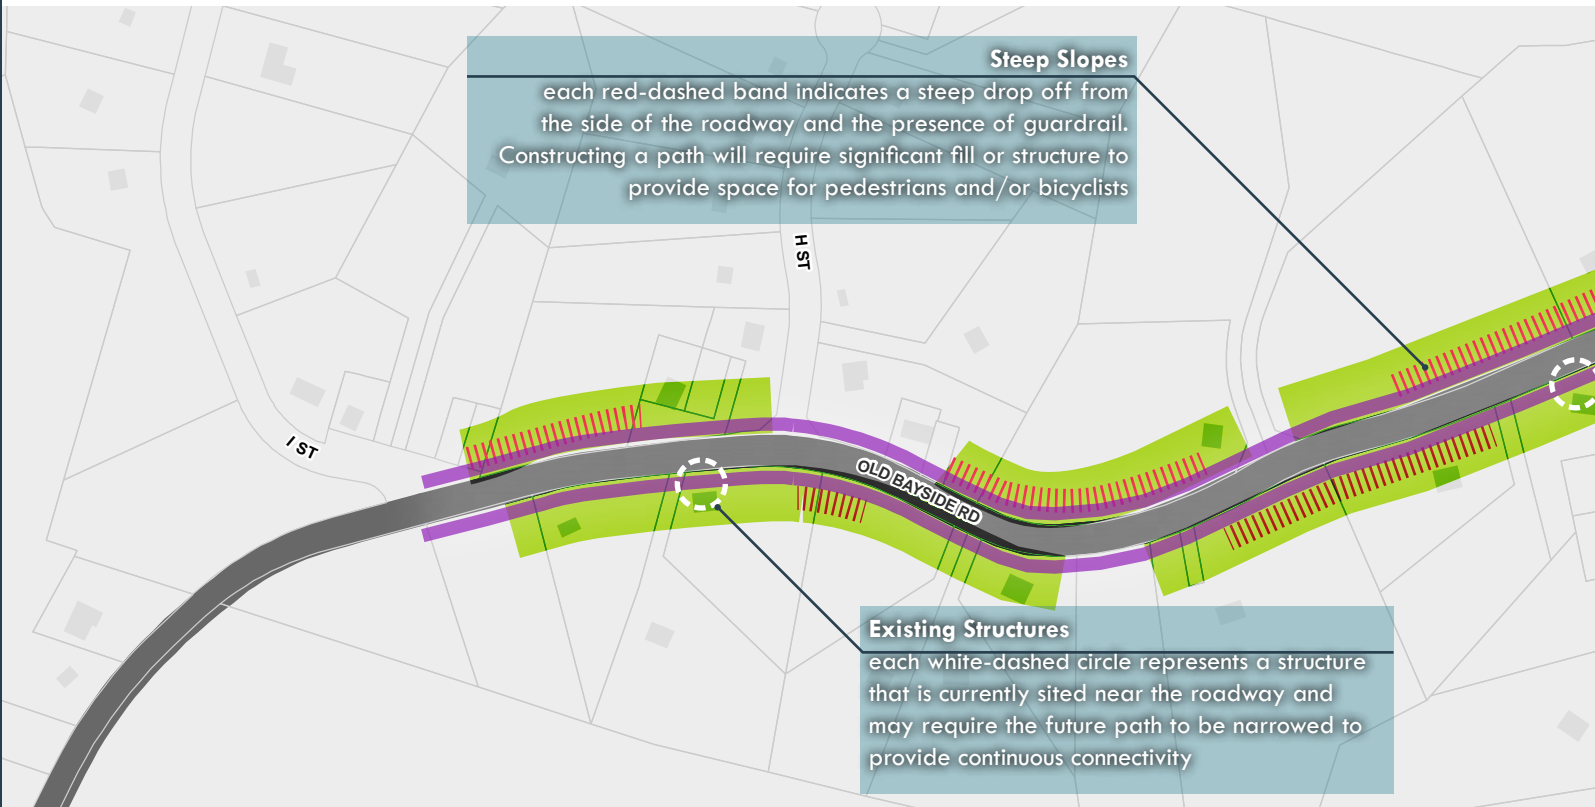 Steep Slopes
each red-dashed band indicates a steep drop off from
the side of the roadway and the presence of guardrail.
Constructing a path will require significant fill or structure to
provide space for pedestrians and/or bicyclists
H ST
I ST
OLD BAYSIDE RD
Existing Structures
each white-dashed circle represents a structure
that is currently sited near the roadway and
may require the future path to be narrowed to
provide continuous connectivity